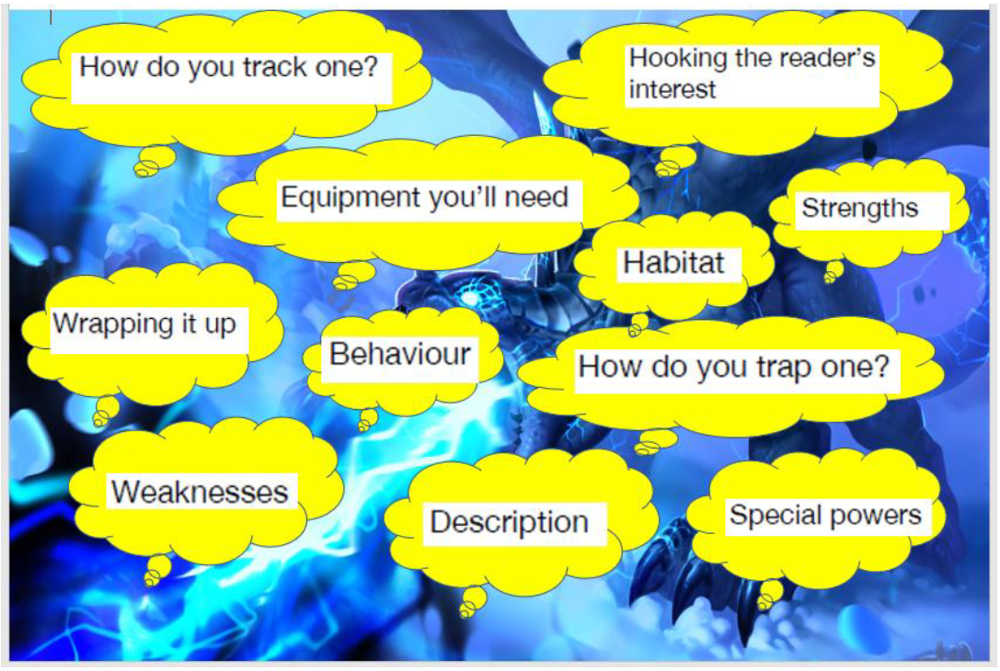 How do you track one?
Hooking the reader's
interest
Equipment you'll need
Strengths
Habitat
Wrapping it up
Behaviour
How do you trap one?
Weaknesses
Description
Special powers